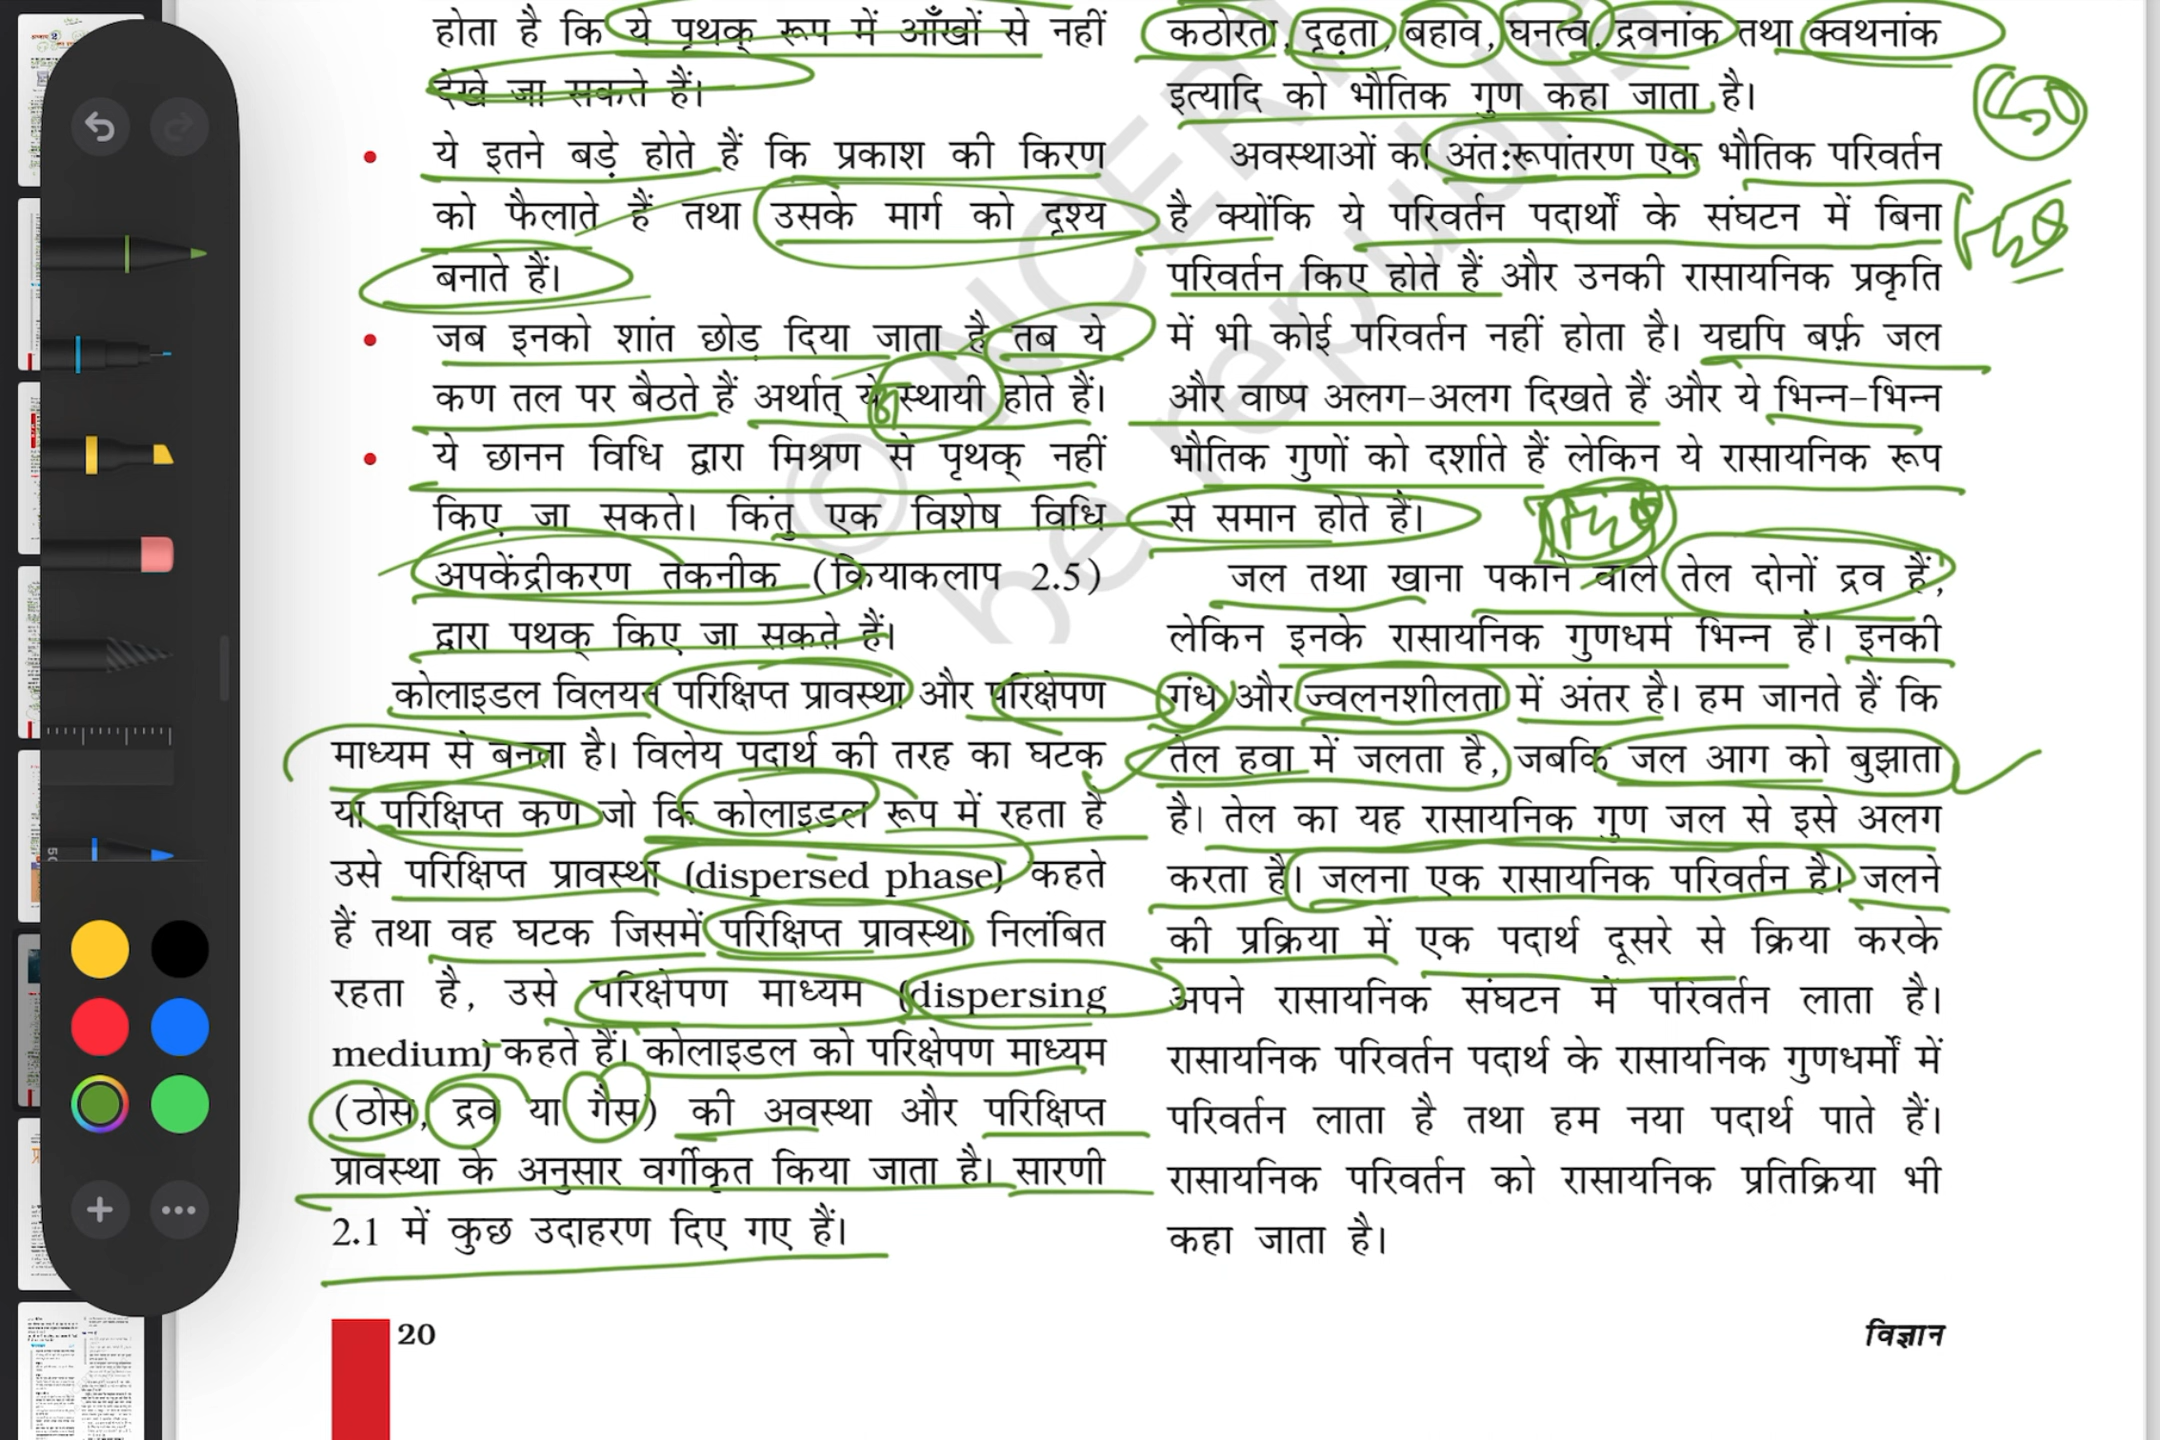 होता है कि ये पृथक् रूप में आँखों से नहीं
देखे जा सकते हैं।
• ये इतने बड़े होते हैं कि प्रकाश की किरण
को फैलाते हैं तथा उसके मार्ग को दृश्य
बनाते हैं।
• जब इनको शांत छोड़ दिया जाता है तब ये
कण तल पर बैठते हैं अर्थात् ये स्थायी होते हैं।
• ये छानन विधि द्वारा मिश्रण से पृथक् नहीं
किए जा सकते। किंतु एक विशेष विधि
अपकेंद्रीकरण तकनीक (क्रियाकलाप 2.5)
द्वारा पथक् किए जा सकते हैं।
कोलाइडल विलयन परिक्षिप्त प्रावस्था और परिक्षेपण
माध्यम से बनता है। विलेय पदार्थ की तरह का घटक
या परिक्षिप्त कण जो कि कोलाइडल रूप में रहता है
उसे परिक्षिप्त प्रावस्था (dispersed phase) कहते
हैं तथा वह घटक जिसमें परिक्षिप्त प्रावस्था निलंबित
रहता है, उसे परिक्षेपण माध्यम (dispersing
medium) कहते हैं। कोलाइडल को परिक्षेपण माध्यम
(ठोस, द्रव या गैस) की अवस्था और परिक्षिप्त
प्रावस्था के अनुसार वर्गीकृत किया जाता है। सारणी
2.1 में कुछ उदाहरण दिए गए हैं।
कठोरता, दृढ़ता, बहाव, घनत्व, द्रवनांक तथा क्वथनांक
इत्यादि को भौतिक गुण कहा जाता है।
अवस्थाओं का अंत:रूपांतरण एक भौतिक परिवर्तन
है क्योंकि ये परिवर्तन पदार्थों के संघटन में बिना
परिवर्तन किए होते हैं और उनकी रासायनिक प्रकृति
में भी कोई परिवर्तन नहीं होता है। यद्यपि बर्फ़ जल
और वाष्प अलग-अलग दिखते हैं और ये भिन्न-भिन्न
भौतिक गुणों को दर्शाते हैं लेकिन ये रासायनिक रूप
से समान होते हैं।
जल तथा खाना पकाने वाले तेल दोनों द्रव हैं,
लेकिन इनके रासायनिक गुणधर्म भिन्न हैं। इनकी
गंध और ज्वलनशीलता में अंतर है। हम जानते हैं कि
तेल हवा में जलता है, जबकि जल आग को बुझाता
है। तेल का यह रासायनिक गुण जल से इसे अलग
करता है। जलना एक रासायनिक परिवर्तन है। जलने
की प्रक्रिया में एक पदार्थ दूसरे से क्रिया करके
अपने रासायनिक संघटन में परिवर्तन लाता है।
रासायनिक परिवर्तन पदार्थ के रासायनिक गुणधर्मों में
परिवर्तन लाता है तथा हम नया पदार्थ पाते हैं।
रासायनिक परिवर्तन को रासायनिक प्रतिक्रिया भी
कहा जाता है।
20
विज्ञान